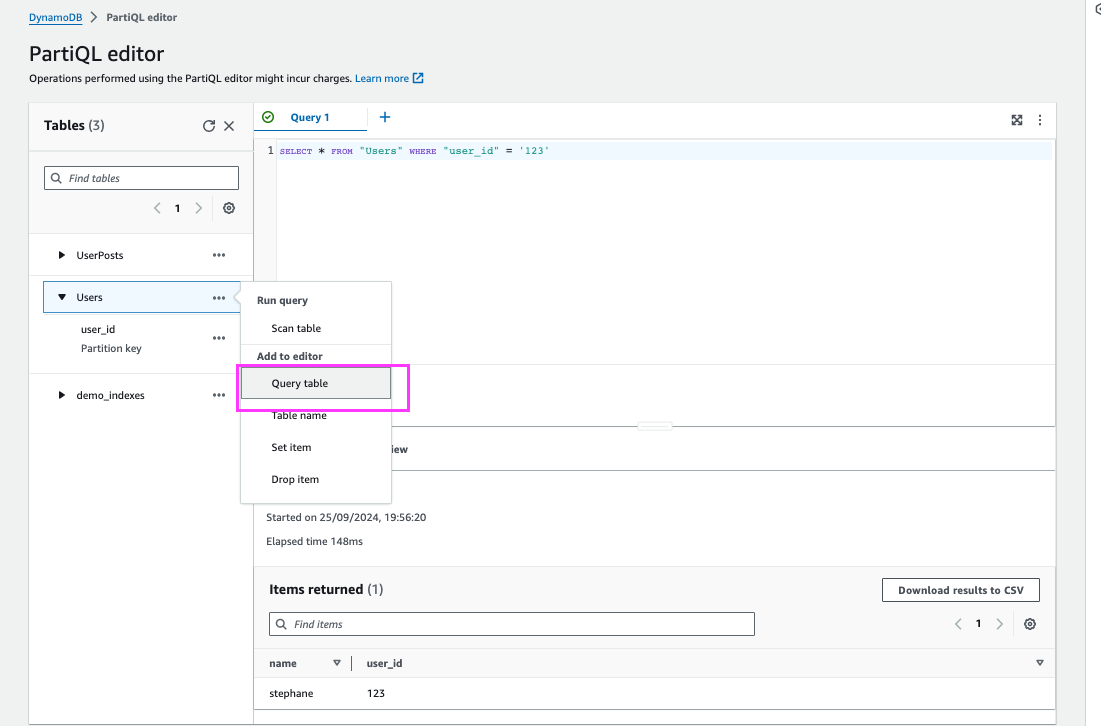 DynamoDB > PartiQL editor
PartiQL editor
Operations performed using the PartiQL editor might incur charges. Learn more
Tables (3)
Find tables
1
UserPosts
Users
user_id
Partition key
demo_indexes
Query 1
1 SELECT * FROM "Users" WHERE "user_id" = '123'
Run query
Scan table
Add to editor
Query table
Table name
Set item
Drop item
iew
Started on 25/09/2024, 19:56:20
Elapsed time 148ms
Items returned (1)
Download results to CSV
Find items
1
name user_id
stephane 123